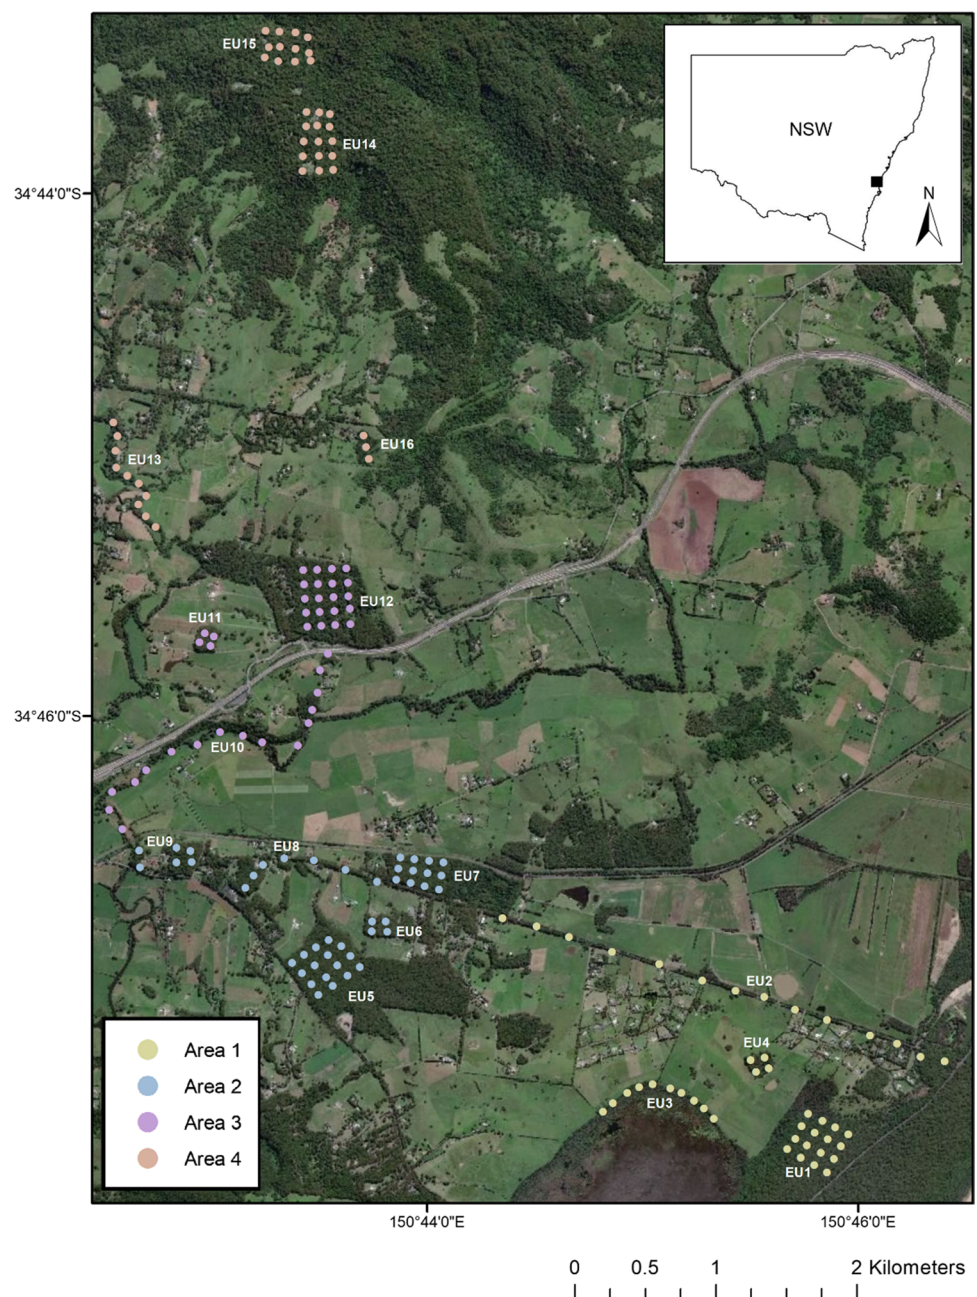 EU15
NSW
EU14
34°44'0"S
N
EU16
EU13
EU12
EU11
34°46'0"S
EU10
EU9
EU8
EU7
EU6
EU2
EU5
EU4
Area 1
Area 2
EU3
Area 3
Area 4
EU1
150°44'0"E
150°46'0"E
0 0.5 1 2 Kilometers